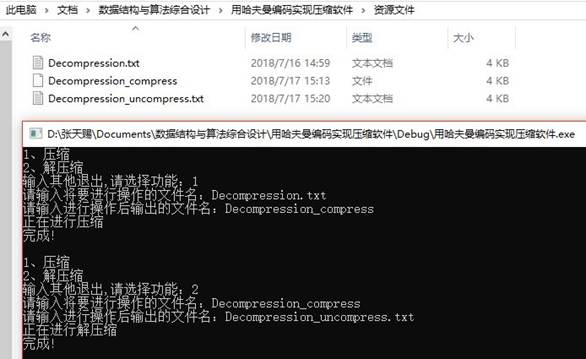 此电脑 > 文档 > 数据结构与算法综合设计 > 用哈夫曼编码实现压缩软件 > 资源文件
名称 修改日期 类型 大小
Decompression.txt 2018/7/16 14:59 文本文档 4 KB
Decompression_compress 2018/7/17 15:13 文件 4 KB
Decompression_uncompress.txt 2018/7/17 15:20 文本文档 4 KB
D:\张天赐\Documents\数据结构与算法综合设计\用哈夫曼编码实现压缩软件\Debug\用哈夫曼编码实现压缩软件.exe
1、压缩
2、解压缩
输入其他退出,请选择功能：1
请输入将要进行操作的文件名：Decompression.txt
请输入进行操作后输出的文件名：Decompression_compress
正在进行压缩
完成!
1、压缩
2、解压缩
输入其他退出,请选择功能：2
请输入将要进行操作的文件名：Decompression_compress
请输入进行操作后输出的文件名：Decompression_uncompress.txt
正在进行解压缩
完成!